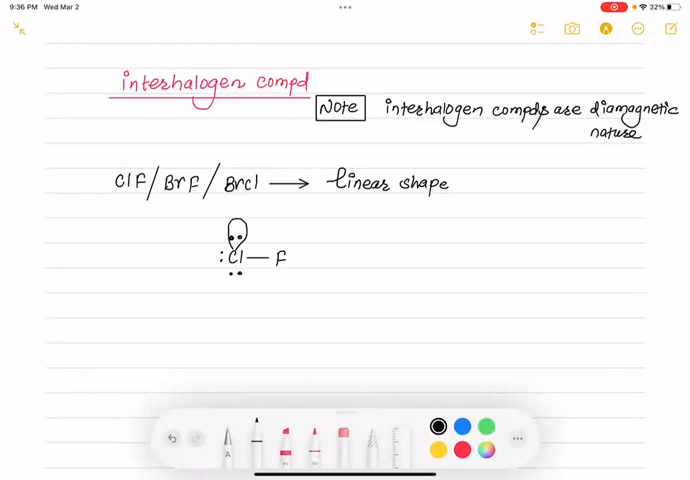 9:36 PM Wed Mar 2
32%
interhalogen compd
Note interhalogen compds are diamagnetic
nature
ClF/BrF/BrCl → linear shape
:Cl—F
A